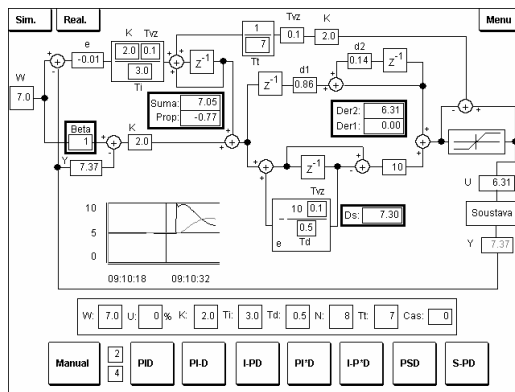 Sim.
Real.
Menu
W
7.0
e
-0.01
K
Tvz
2.0
0.1
3.0
Ti
Z⁻¹
1
7
Tt
Tvz
0.1
K
2.0
Suma: 7.05
Prop: -0.77
Z⁻¹
d1
0.86
d2
0.14
Z⁻¹
Der2: 6.31
Der1: 0.00
Beta
1
K
2.0
Y
7.37
Z⁻¹
10
Tvz
10
0.1
0.5
e
Td
Ds: 7.30
U
6.31
Soustava
Y
7.37
10
5
0
09:10:18
09:10:32
W: 7.0 U: 0 % K: 2.0 Ti: 3.0 Td: 0.5 N: 8 Tt: 7 Cas: 0
Manual
2
4
PID
PI-D
I-PD
PI*D
I-P*D
PSD
S-PD